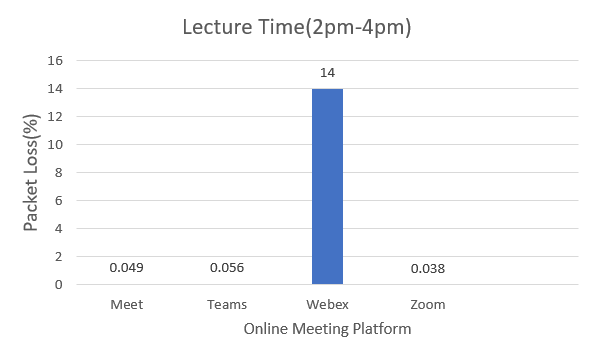 Lecture Time(2pm-4pm)
Packet Loss(%)
16
14
14
12
10
8
6
4
2
0
0.049
0.056
0.038
Meet
Teams
Webex
Zoom
Online Meeting Platform